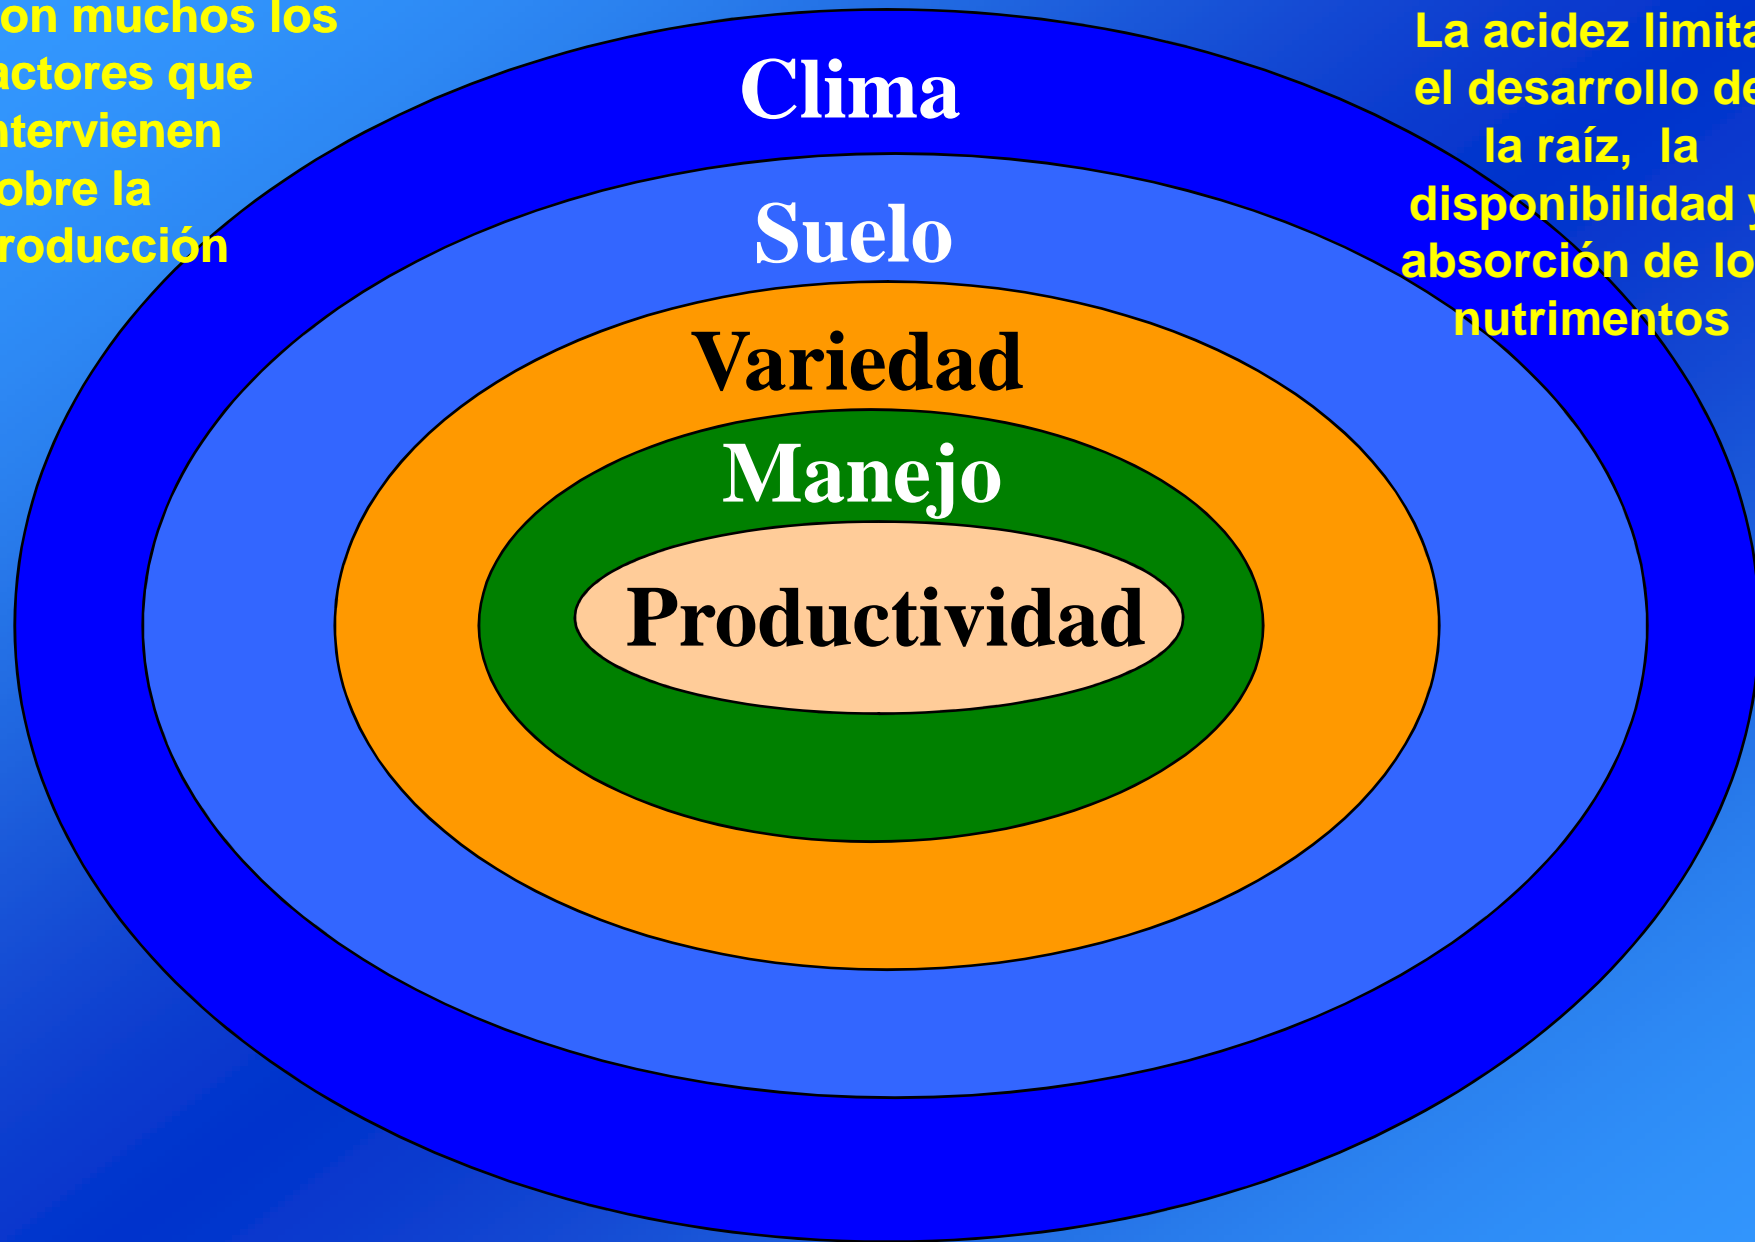 on muchos los
actores que
ntervienen
obre la
roducción
La acidez limita
el desarrollo de
la raíz, la
disponibilidad y
absorción de lo
nutrimentos
Clima
Suelo
Variedad
Manejo
Productividad